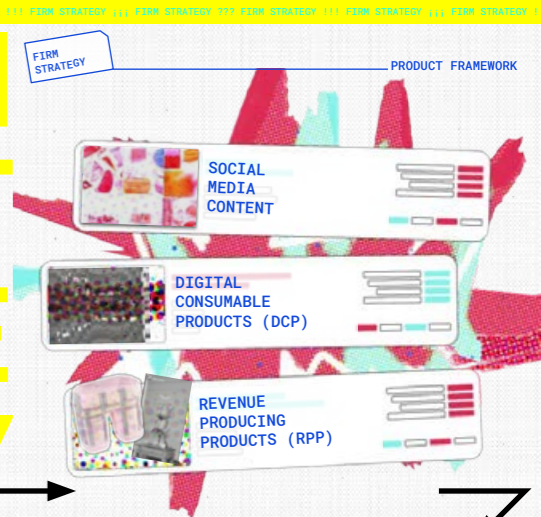 !!! FIRM STRATEGY ¡¡¡ FIRM STRATEGY ??? FIRM STRATEGY !!! FIRM STRATEGY ¡¡¡ FIRM STRATEGY !
FIRM
STRATEGY
PRODUCT FRAMEWORK
SOCIAL
MEDIA
CONTENT
DIGITAL
CONSUMABLE
PRODUCTS (DCP)
REVENUE
PRODUCING
PRODUCTS (RPP)